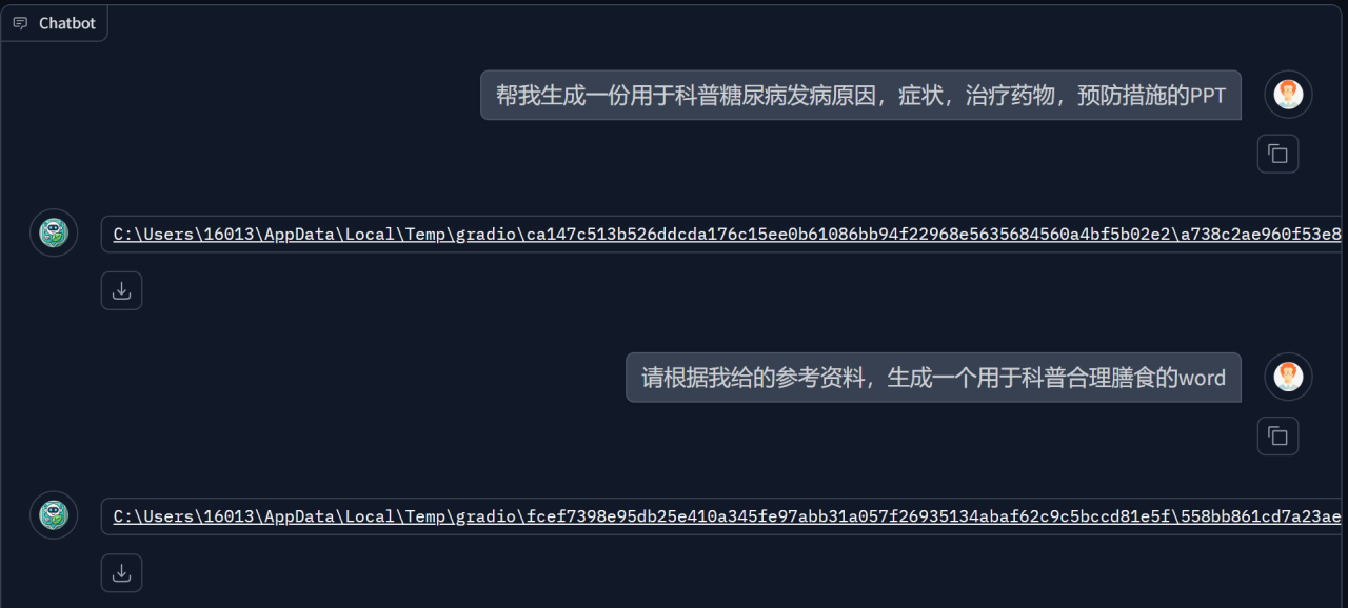 Chatbot
帮我生成一份用于科普糖尿病发病原因，症状，治疗药物，预防措施的PPT
C:\Users\16013\AppData\Local\Temp\gradio\ca147c513b526ddcda176c15ee0b61086bb94f22968e5635684560a4bf5b02e2\a738c2ae960f53e8
请根据我给的参考资料，生成一个用于科普合理膳食的word
C:\Users\16013\AppData\Local\Temp\gradio\fcef7398e95db25e410a345fe97abb31a057f26935134abaf62c9c5bccd81e5f\558bb861cd7a23ae